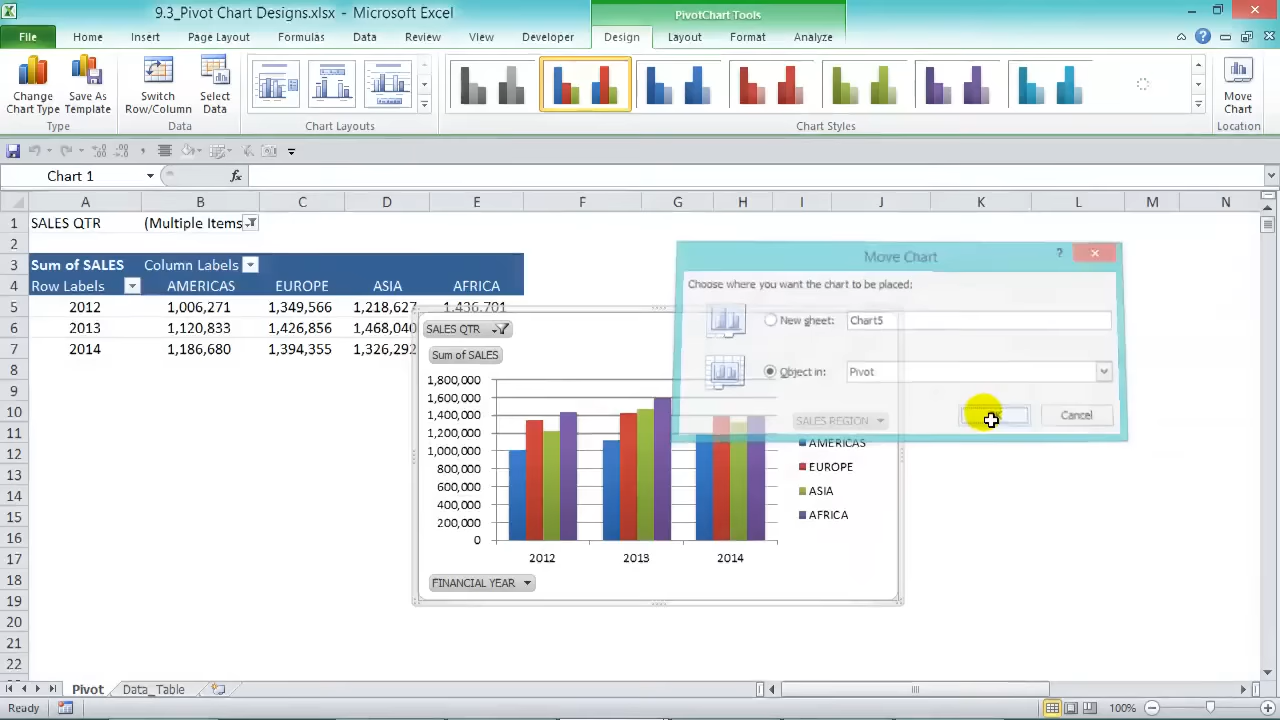 9.3_Pivot Chart Designs.xlsx - Microsoft Excel
PivotChart Tools
File Home Insert Page Layout Formulas Data Review View Developer Design Layout Format Analyze
Change Chart Type
Save As Template
Switch Row/Column
Select Data
Move Chart
Type Data Chart Layouts Chart Styles Location
Chart 1 fx
A B C D E F G H I J K L M N
1 SALES QTR (Multiple Items
2
3 Sum of SALES Column Labels
4 Row Labels AMERICAS EUROPE ASIA AFRICA
5 2012 1,006,271 1,349,566 1,218,627 1,436,701
6 2013 1,120,833 1,426,856 1,468,040
7 2014 1,186,680 1,394,355 1,326,292
8
9
10
11
12
13
14
15
16
17
18
19
20
21
22
Move Chart ?
Choose where you want the chart to be placed:
New sheet: Chart5
Object in: Pivot
Cancel
SALES QTR
Sum of SALES
1,800,000
1,600,000
1,400,000
1,200,000
1,000,000
800,000
600,000
400,000
200,000
0
2012 2013 2014
SALES REGION
AMERICAS
EUROPE
ASIA
AFRICA
FINANCIAL YEAR
Pivot Data_Table
Ready 100%